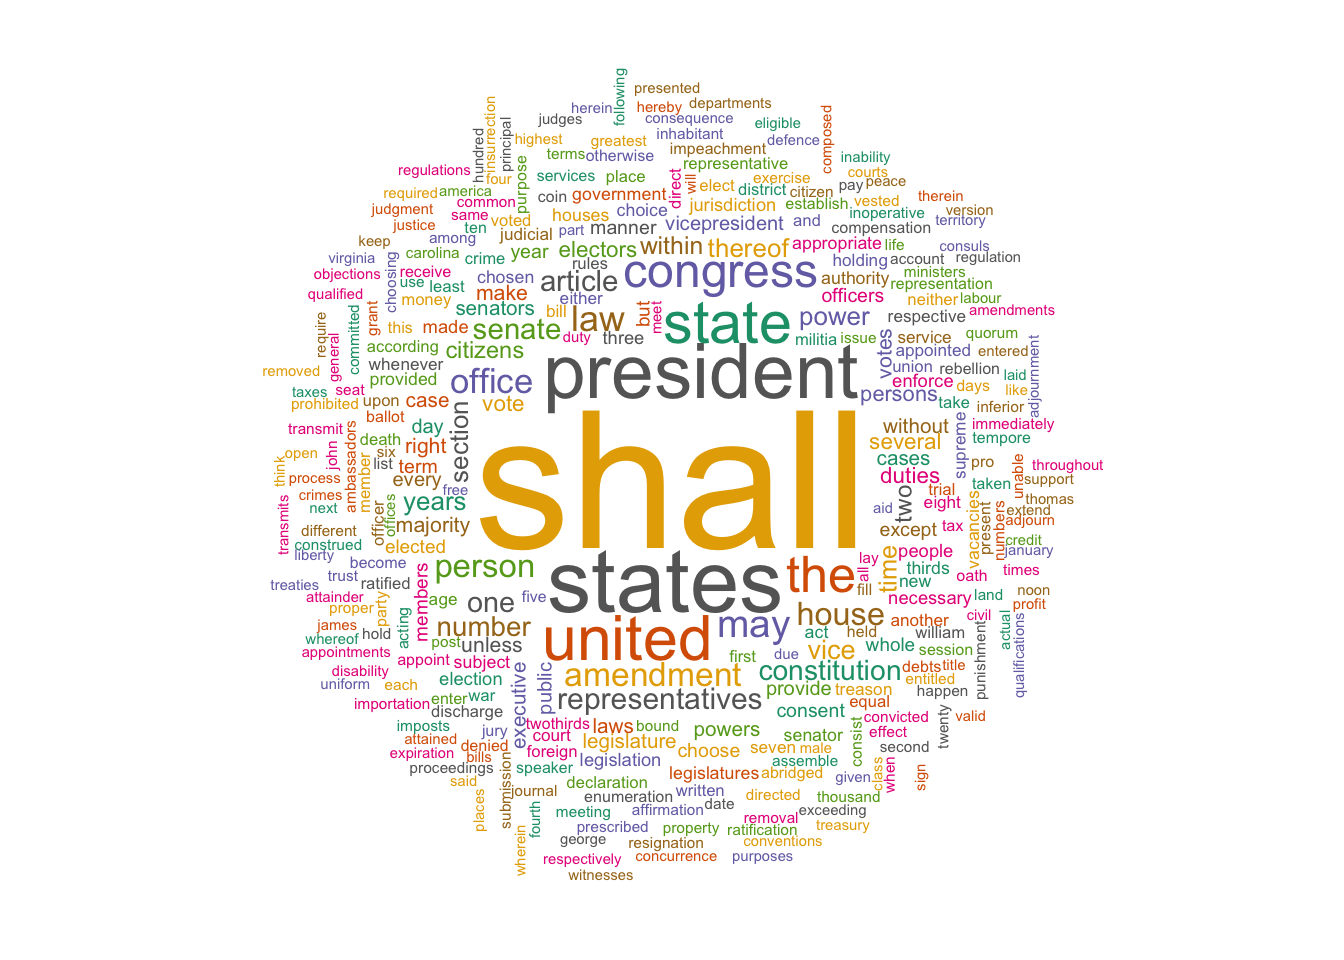 following
presented
herein
hereby
departments
judges
consequence
eligible
hundred
insurrection
principal
highest
greatest
inhabitant
defence
composed
terms
otherwise
impeachment
inability
regulations
purpose
services
place
representative
direct
will
elect
exercise
courts
required
america
four
coin
government
district
citizen
pay
peace
therein
judgment
common
same
houses
choice
jurisdiction
establish
vested
version
justice
ten
voted
part
manner
vicepresident
and
inoperative
territory
keep
among
judicial
compensation
virginia
carolina
crime
year
electors
within
thereof
appropriate
life
consuls
objections
choosing
receive
chosen
rules
article
congress
holding
account
regulation
qualified
use
least
make
either
authority
ministers
representation
grant
money
senators
bill
law
but
meet
state
officers
neither
labour
amendments
require
general
committed
this
made
senate
duty
three
power
respective
militia
issue
service
quorum
according
citizens
votes
appointed
entered
removed
whenever
president
union
rebellion
laid
adjournment
taxes
seat
provided
office
enforce
days
like
prohibited
upon
case
vote
persons
take
inferior
transmit
ballot
section
shall
without
immediately
john
ambassadors
death
day
several
supreme
tempore
open
think
six
right
cases
pro
unable
throughout
process
list
member
term
duties
taken
support
crimes
every
free
two
trial
transmits
next
officer
offices
years
aid
eight
vacancies
present
numbers
thomas
extend
different
majority
except
tax
adjourn
construed
elected
time
people
credit
liberty
become
person
states
the
all
lay
thirds
january
treaties
trust
ratified
members
fill
new
oath
times
attainder
age
one
five
house
necessary
land
noon
proper
party
profit
james
acting
number
united
may
act
held
another
civil
actual
whereof
hold
post
unless
william
qualifications
appointments
whole
session
punishment
disability
appoint
subject
first
due
vice
debts
title
uniform
each
election
executive
public
amendment
constitution
entitled
happen
importation
enter
war
representatives
provide
treason
equal
discharge
imposts
jury
twothirds
laws
bound
powers
consent
convicted
twenty
valid
attained
denied
court
legislature
senator
consist
effect
expiration
bills
foreign
choose
seven
male
second
proceedings
speaker
legislation
assemble
when
class
said
legislatures
abridged
given
sign
places
submission
journal
declaration
written
enumeration
date
directed
thousand
exceeding
fourth
meeting
affirmation
removal
treasury
wherein
prescribed
property
ratification
george
resignation
conventions
respectively
concurrence
purposes
witnesses